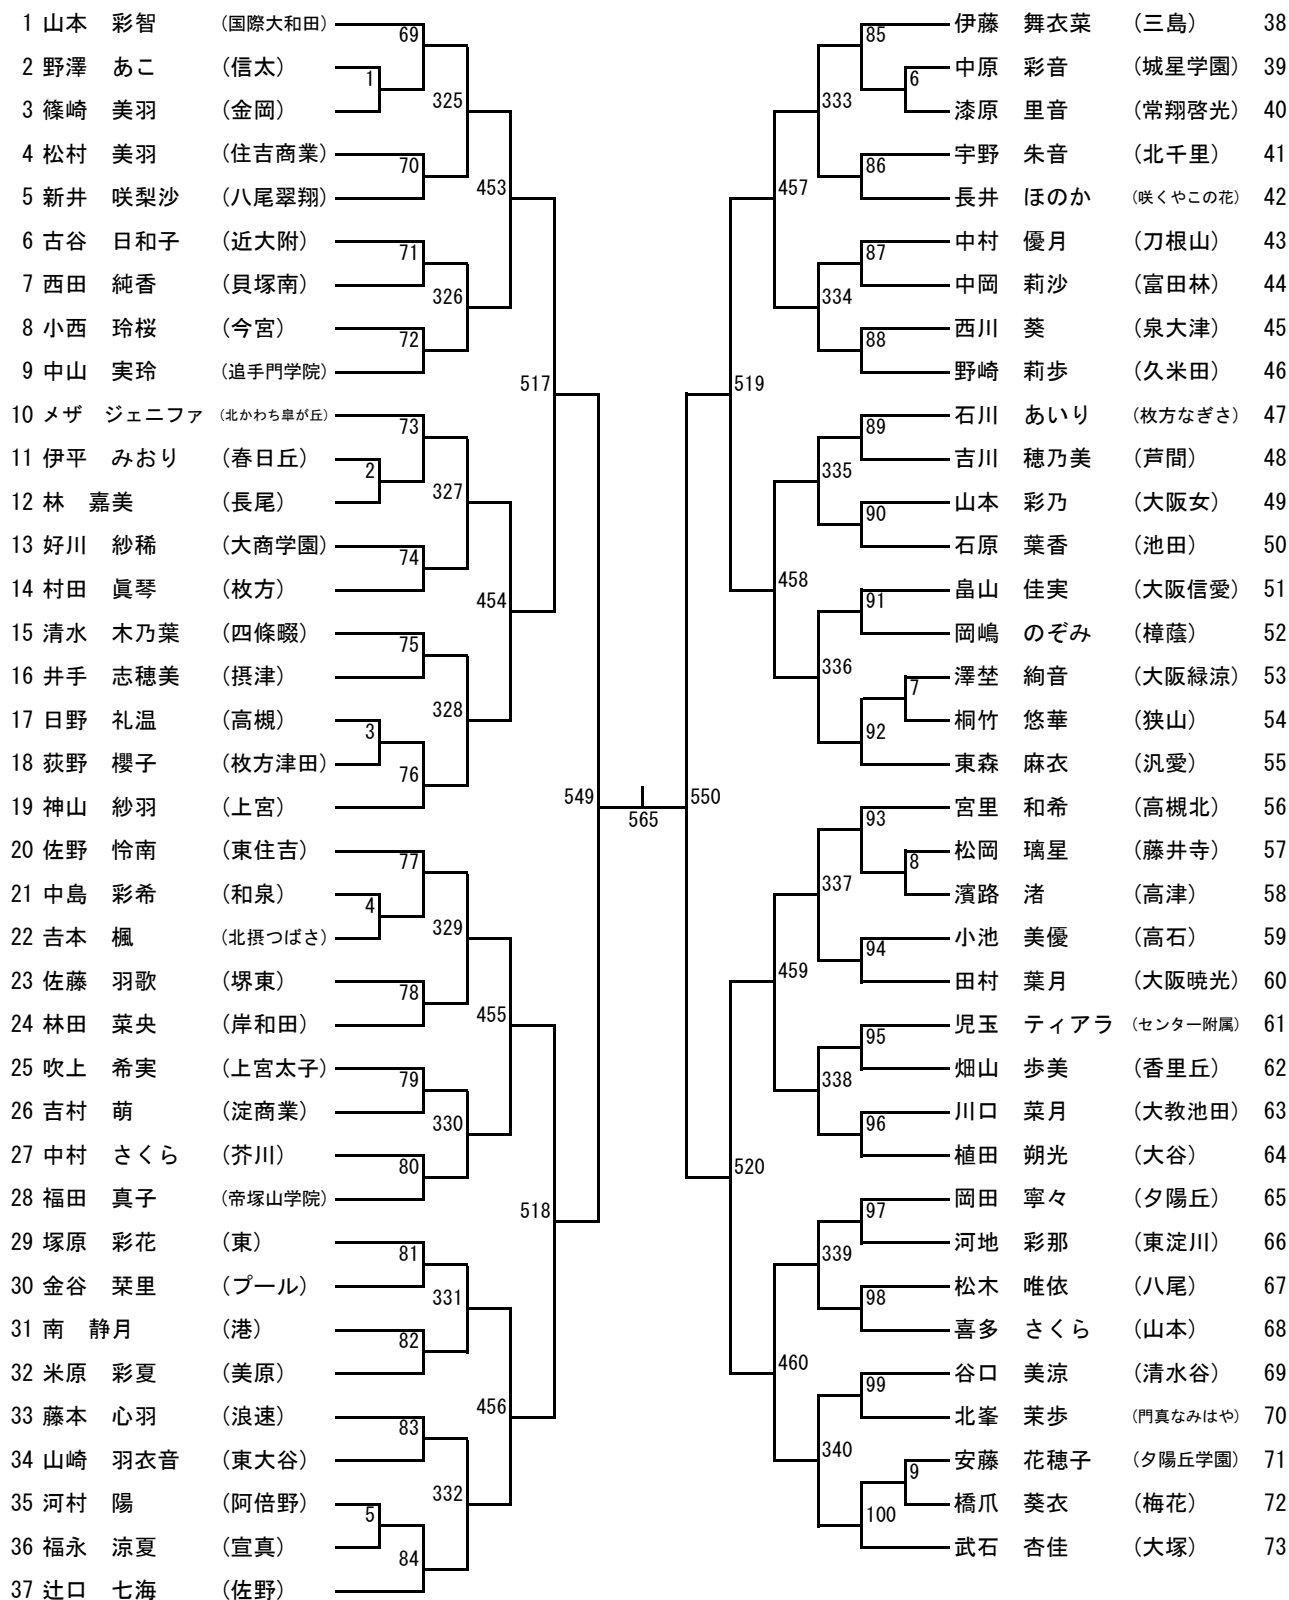 1 山本 彩智 （国際大和田）
2 野澤 あこ （信太）
3 篠崎 美羽 （金岡）
4 松村 美羽 （住吉商業）
5 新井 咲梨沙 （八尾翠翔）
6 古谷 日和子 （近大附）
7 西田 純香 （貝塚南）
8 小西 玲桜 （今宮）
9 中山 実玲 （追手門学院）
10 メザ ジェニファ （北かわち皐が丘）
11 伊平 みおり （春日丘）
12 林 嘉美 （長尾）
13 好川 紗稀 （大商学園）
14 村田 眞琴 （枚方）
15 清水 木乃葉 （四條畷）
16 井手 志穂美 （摂津）
17 日野 礼温 （高槻）
18 荻野 櫻子 （枚方津田）
19 神山 紗羽 （上宮）
20 佐野 怜南 （東住吉）
21 中島 彩希 （和泉）
22 𠮷本 楓 （北摂つばさ）
23 佐藤 羽歌 （堺東）
24 林田 菜央 （岸和田）
25 吹上 希実 （上宮太子）
26 吉村 萌 （淀商業）
27 中村 さくら （芥川）
28 福田 真子 （帝塚山学院）
29 塚原 彩花 （東）
30 金谷 栞里 （プール）
31 南 静月 （港）
32 米原 彩夏 （美原）
33 藤本 心羽 （浪速）
34 山崎 羽衣音 （東大谷）
35 河村 陽 （阿倍野）
36 福永 涼夏 （宣真）
37 辻口 七海 （佐野）
69
1
325
70
453
71
326
72
517
73
2
327
74
454
75
328
3
76
549
565
550
77
4
329
78
455
79
330
80
518
81
331
82
456
83
332
5
84
85
6
333
86
457
87
334
88
519
89
335
90
458
91
336
7
92
93
8
337
94
459
95
338
96
520
97
339
98
460
99
340
9
100
伊藤 舞衣菜 （三島） 38
中原 彩音 （城星学園） 39
漆原 里音 （常翔啓光） 40
宇野 朱音 （北千里） 41
長井 ほのか （咲くやこの花） 42
中村 優月 （刀根山） 43
中岡 莉沙 （富田林） 44
西川 葵 （泉大津） 45
野崎 莉歩 （久米田） 46
石川 あいり （枚方なぎさ） 47
吉川 穂乃美 （芦間） 48
山本 彩乃 （大阪女） 49
石原 葉香 （池田） 50
畠山 佳実 （大阪信愛） 51
岡嶋 のぞみ （樟蔭） 52
澤埜 絢音 （大阪緑涼） 53
桐竹 悠華 （狭山） 54
東森 麻衣 （汎愛） 55
宮里 和希 （高槻北） 56
松岡 璃星 （藤井寺） 57
濱路 渚 （高津） 58
小池 美優 （高石） 59
田村 葉月 （大阪暁光） 60
児玉 ティアラ （センター附属） 61
畑山 歩美 （香里丘） 62
川口 菜月 （大教池田） 63
植田 朔光 （大谷） 64
岡田 寧々 （夕陽丘） 65
河地 彩那 （東淀川） 66
松木 唯依 （八尾） 67
喜多 さくら （山本） 68
谷口 美涼 （清水谷） 69
北峯 茉歩 （門真なみはや） 70
安藤 花穂子 （夕陽丘学園） 71
橋爪 葵衣 （梅花） 72
武石 杏佳 （大塚） 73